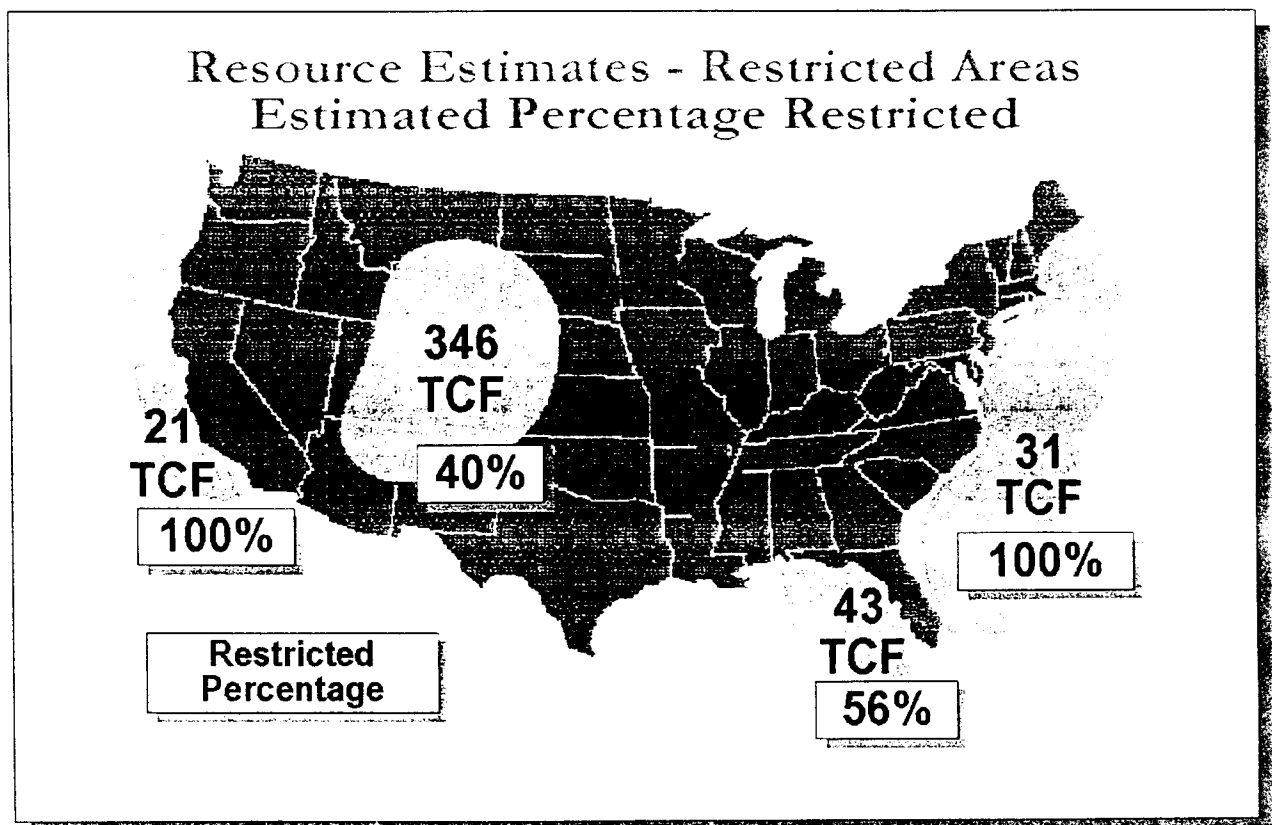 Resource Estimates - Restricted Areas
Estimated Percentage Restricted
346
TCF
40%
21
TCF
100%
31
TCF
100%
43
TCF
56%
Restricted
Percentage